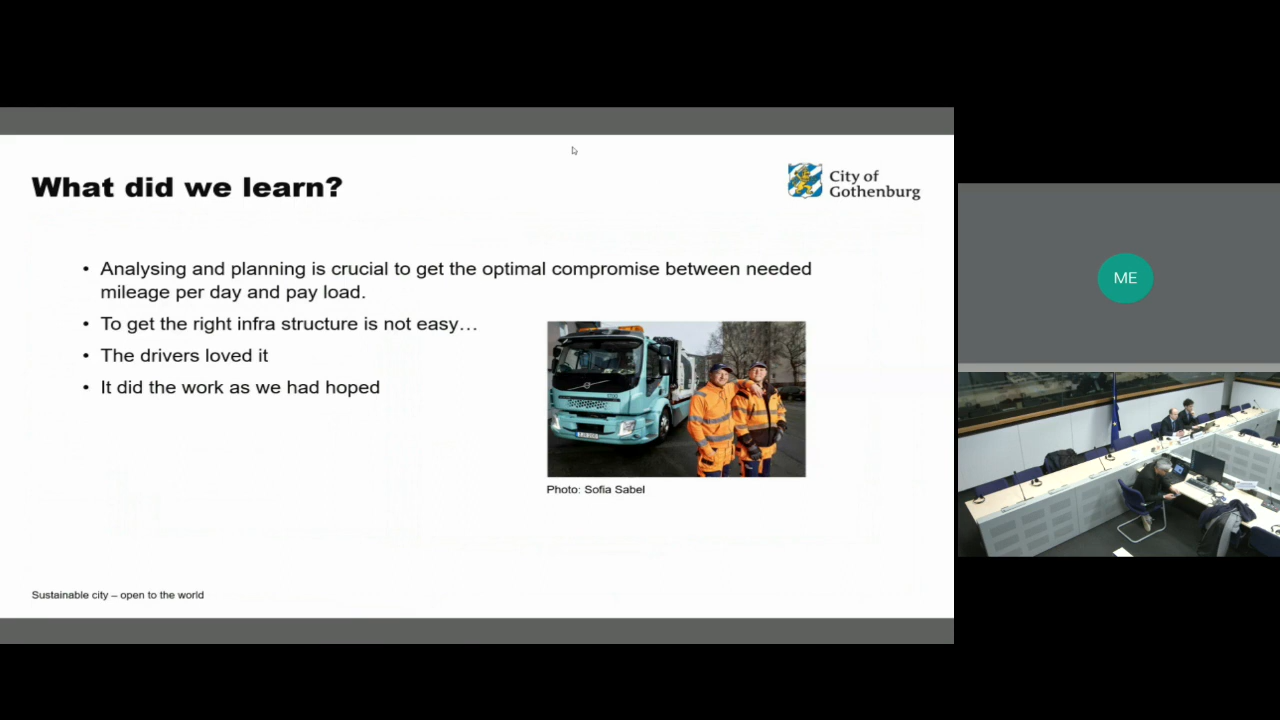 What did we learn?
City of
Gothenburg
• Analysing and planning is crucial to get the optimal compromise between needed
mileage per day and pay load.
• To get the right infra structure is not easy…
• The drivers loved it
• It did the work as we had hoped
Photo: Sofia Sabel
Sustainable city – open to the world
ME